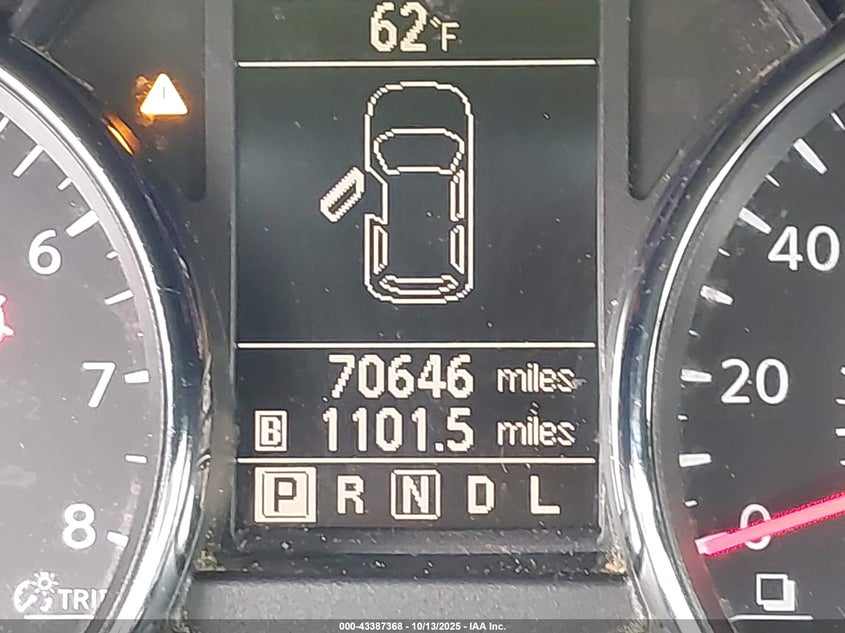 62°F
6
7
8
40
20
0
70646 miles
B 1101.5 miles
P R N D L
TRIP
000-43387368 - 10/13/2025 - IAA Inc.